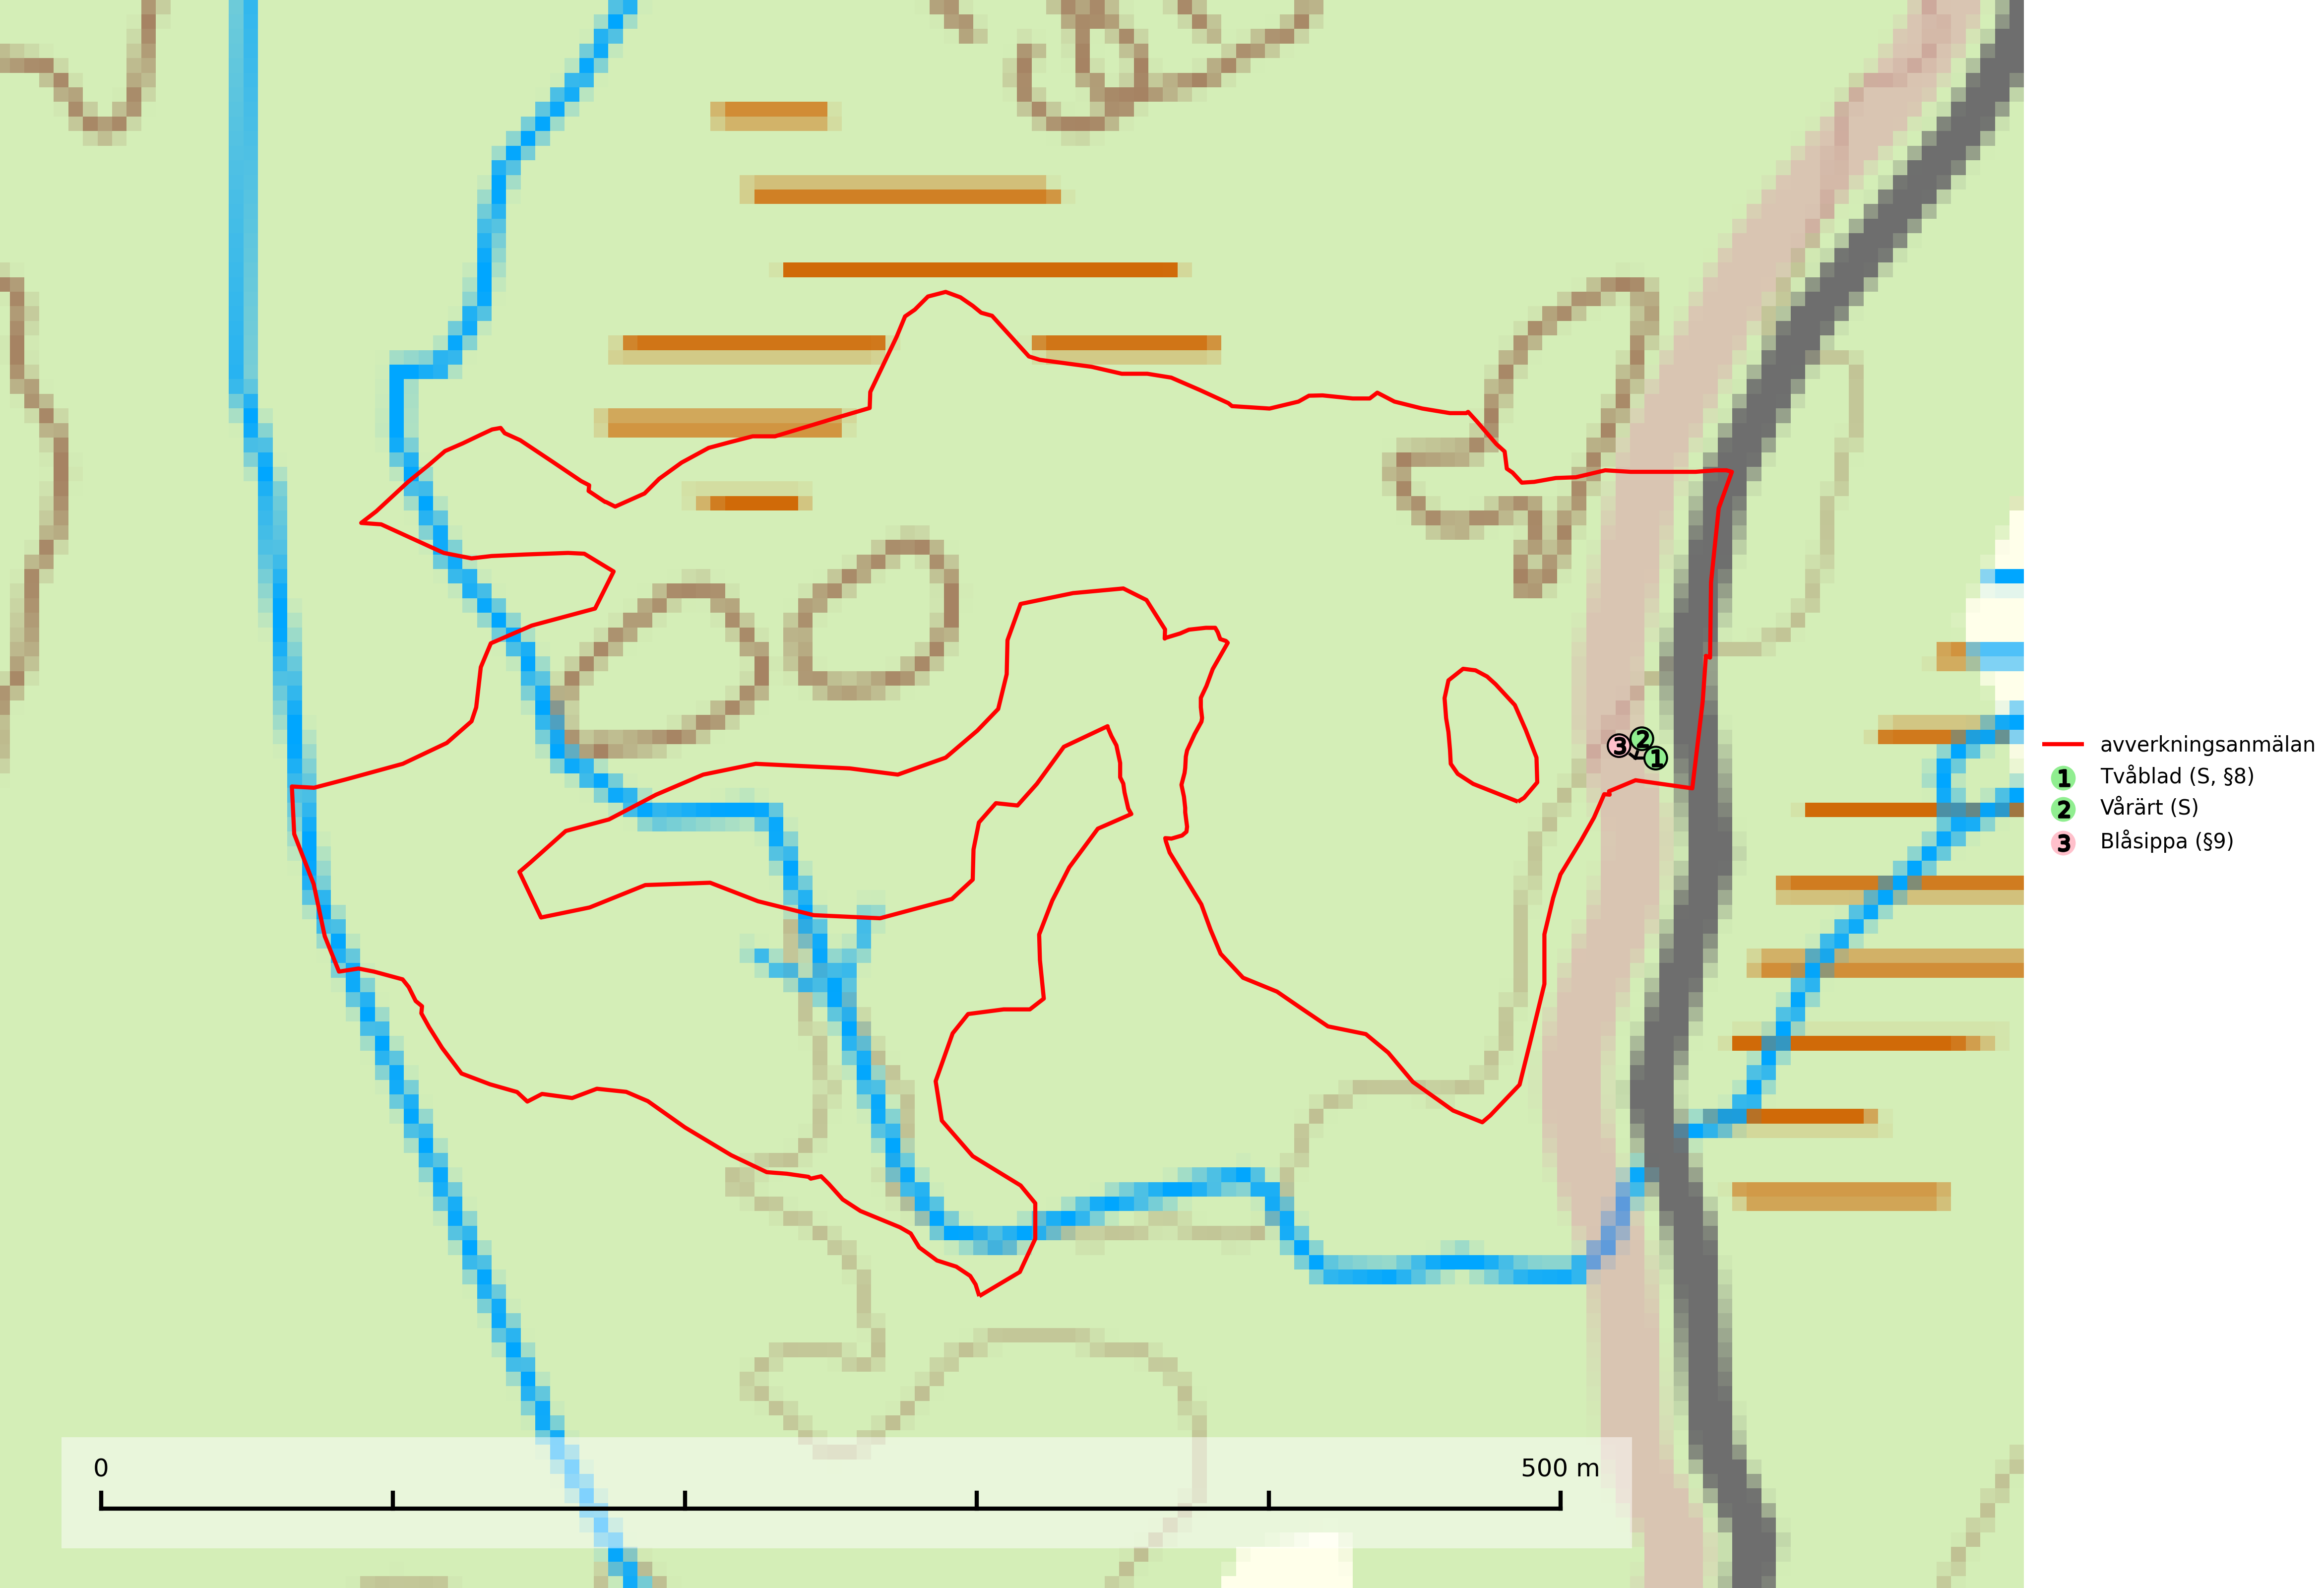 3
2
1
avverkningsanmälan
1 Tvåblad (S, §8)
2 Vårärt (S)
3 Blåsippa (§9)
0 500 m